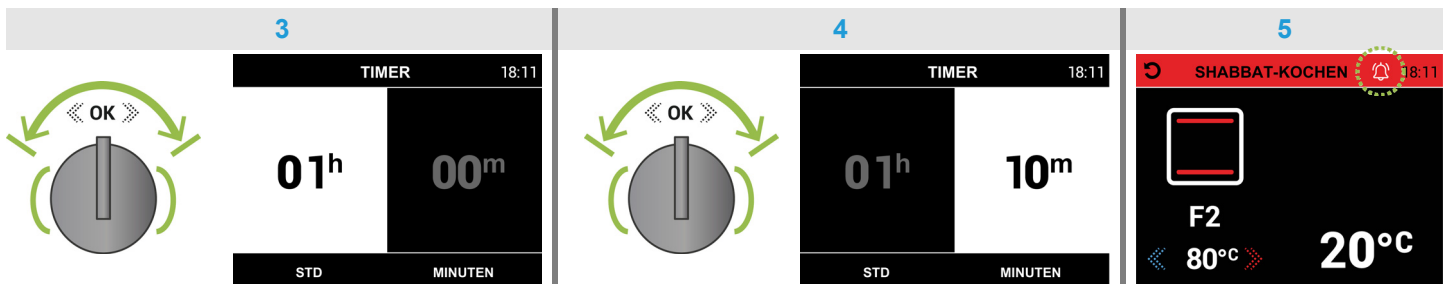 3
4
5
OK
TIMER 18:11
01h 00m
STD MINUTEN
OK
TIMER 18:11
01h 10m
STD MINUTEN
SHABBAT-KOCHEN 18:11
F2
80°C
20°C